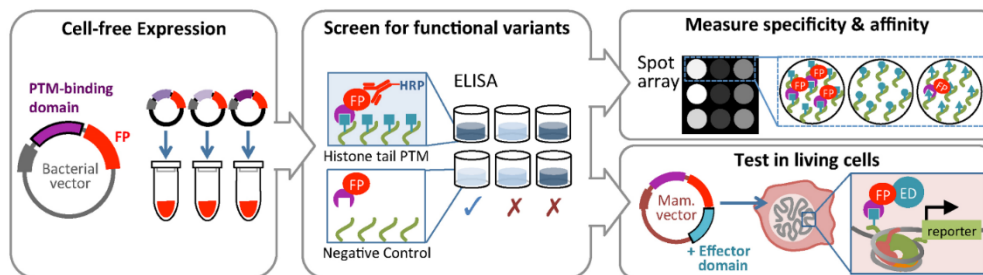 Cell-free Expression
PTM-binding
domain
FP
Bacterial
vector
Screen for functional variants
ELISA
FP
HRP
Histone tail PTM
FP
Negative Control
✓ ✗ ✗
Measure specificity & affinity
Spot
array
FP
FP
FP
FP
Test in living cells
Mam.
vector
+ Effector
domain
FP ED
reporter